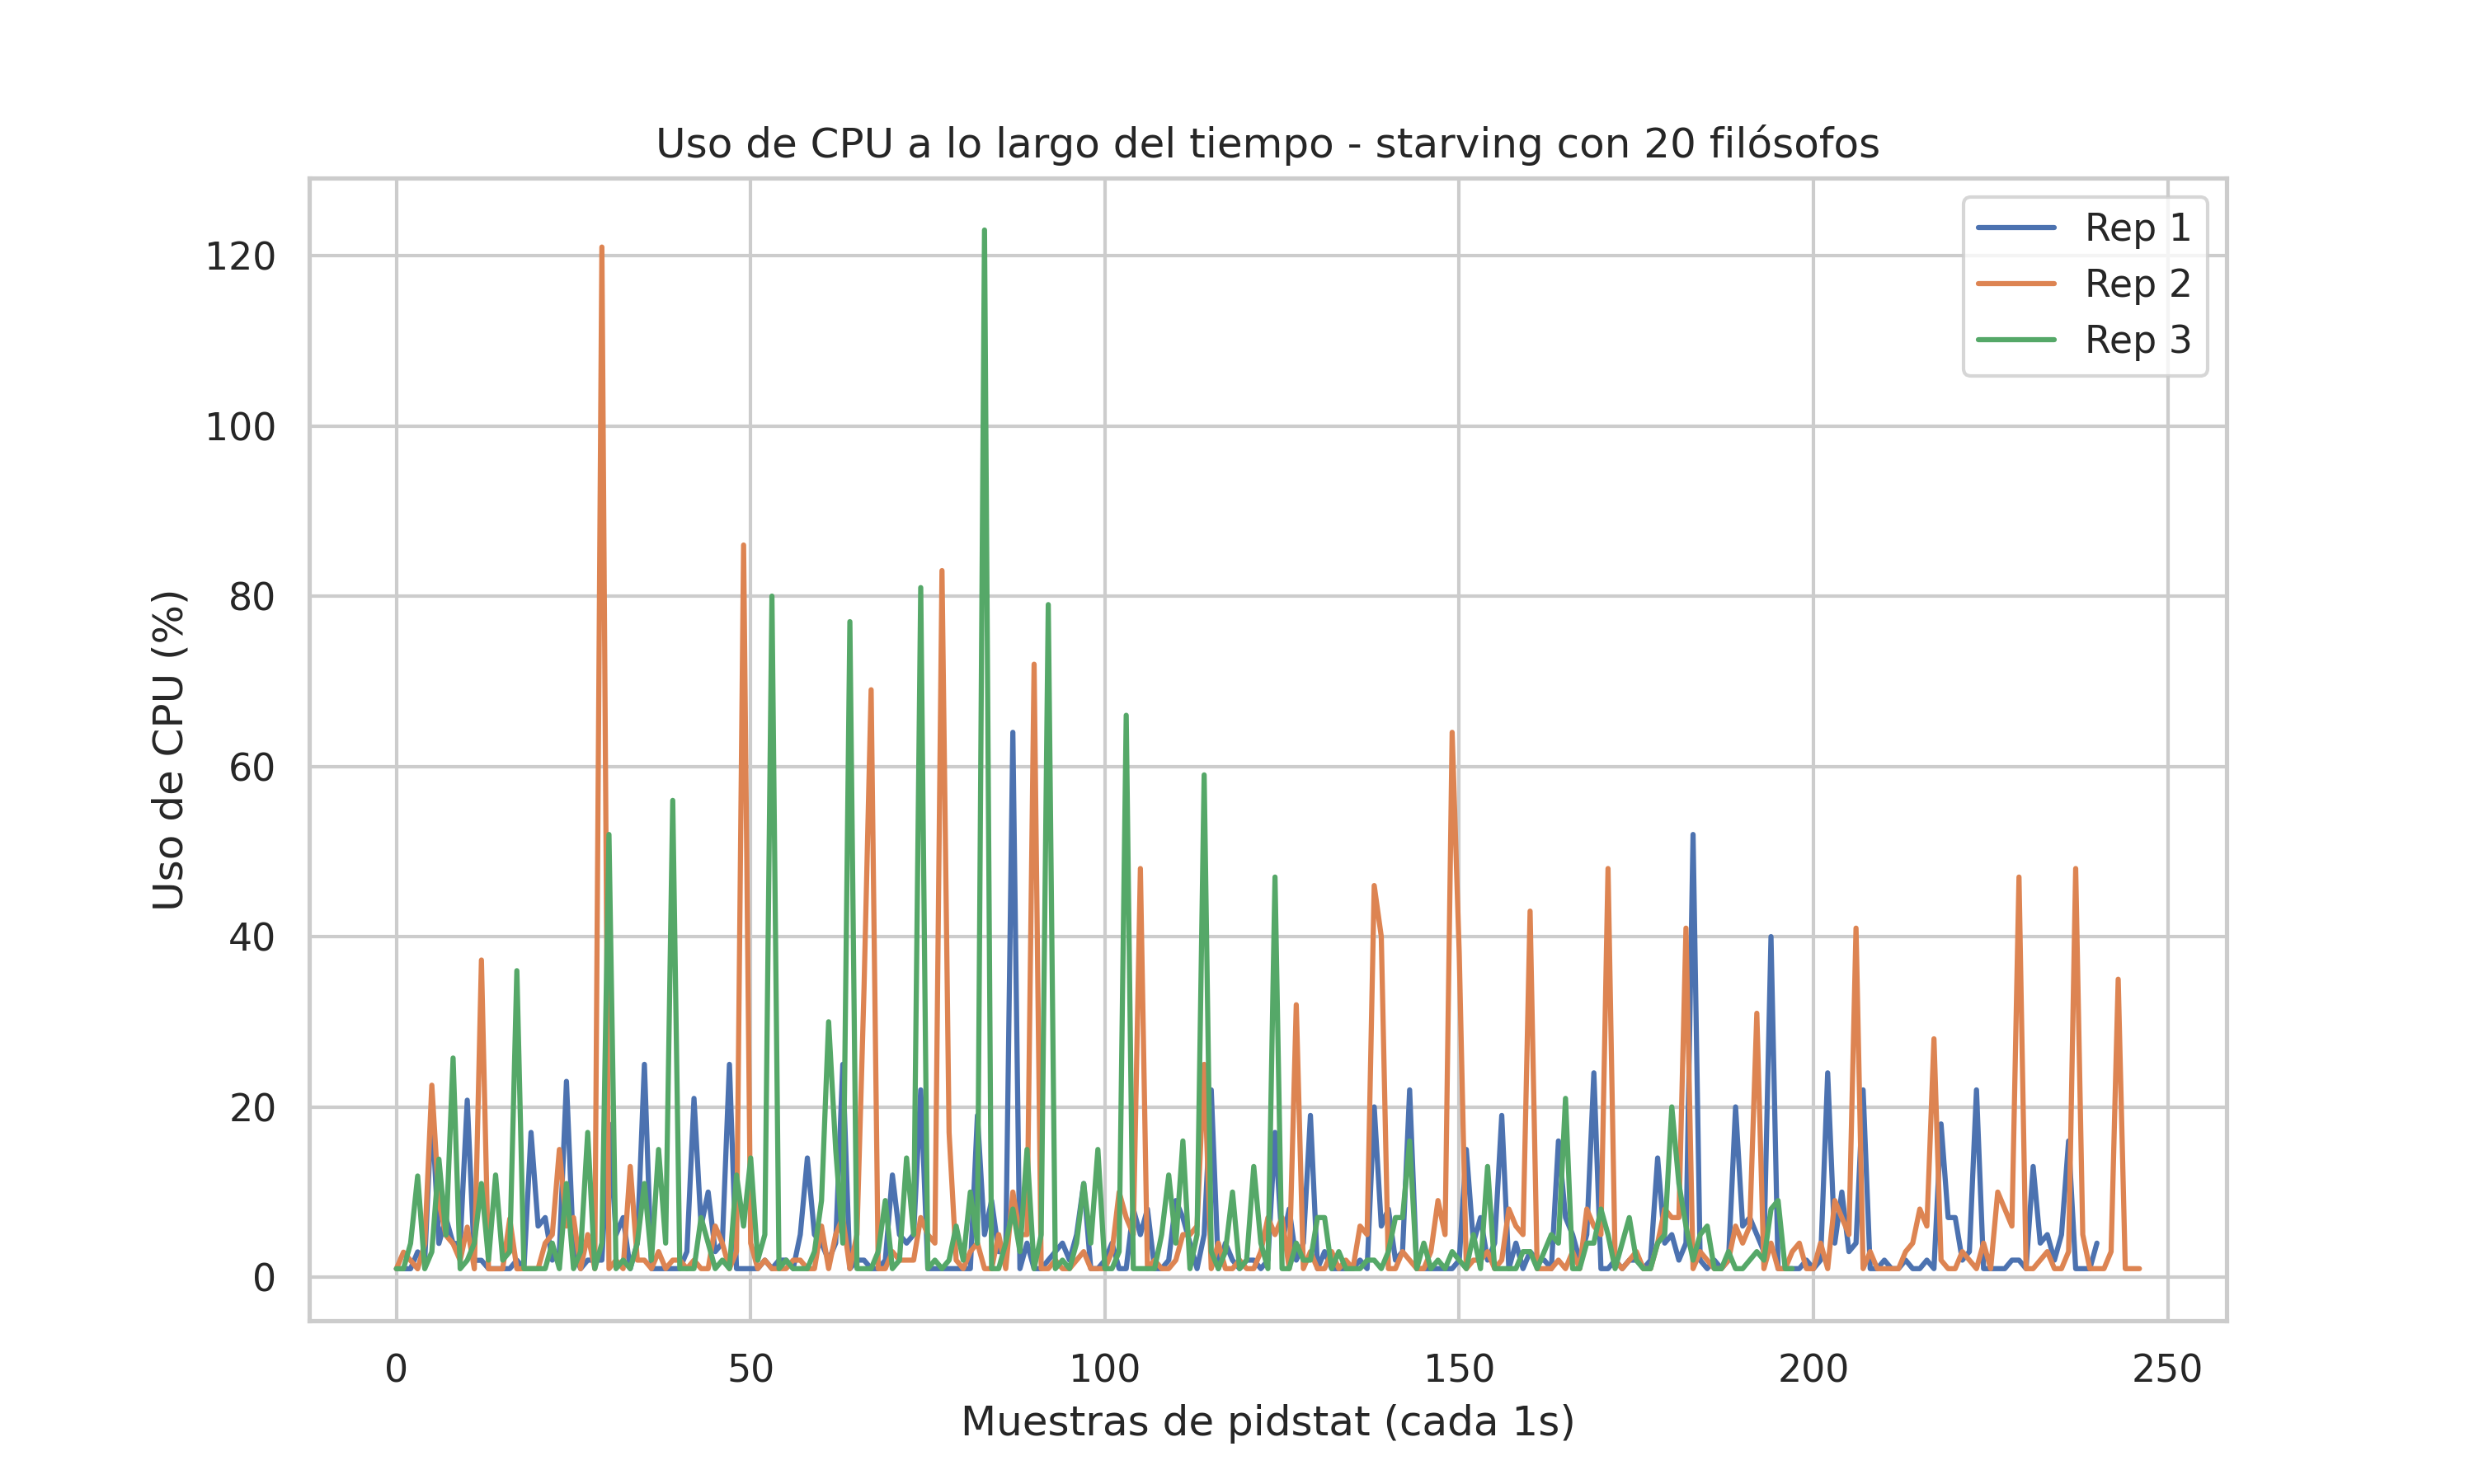 Uso de CPU a lo largo del tiempo - starving con 20 filósofos
Rep 1
Rep 2
Rep 3
Uso de CPU (%)
120
100
80
60
40
20
0
0 50 100 150 200 250
Muestras de pidstat (cada 1s)